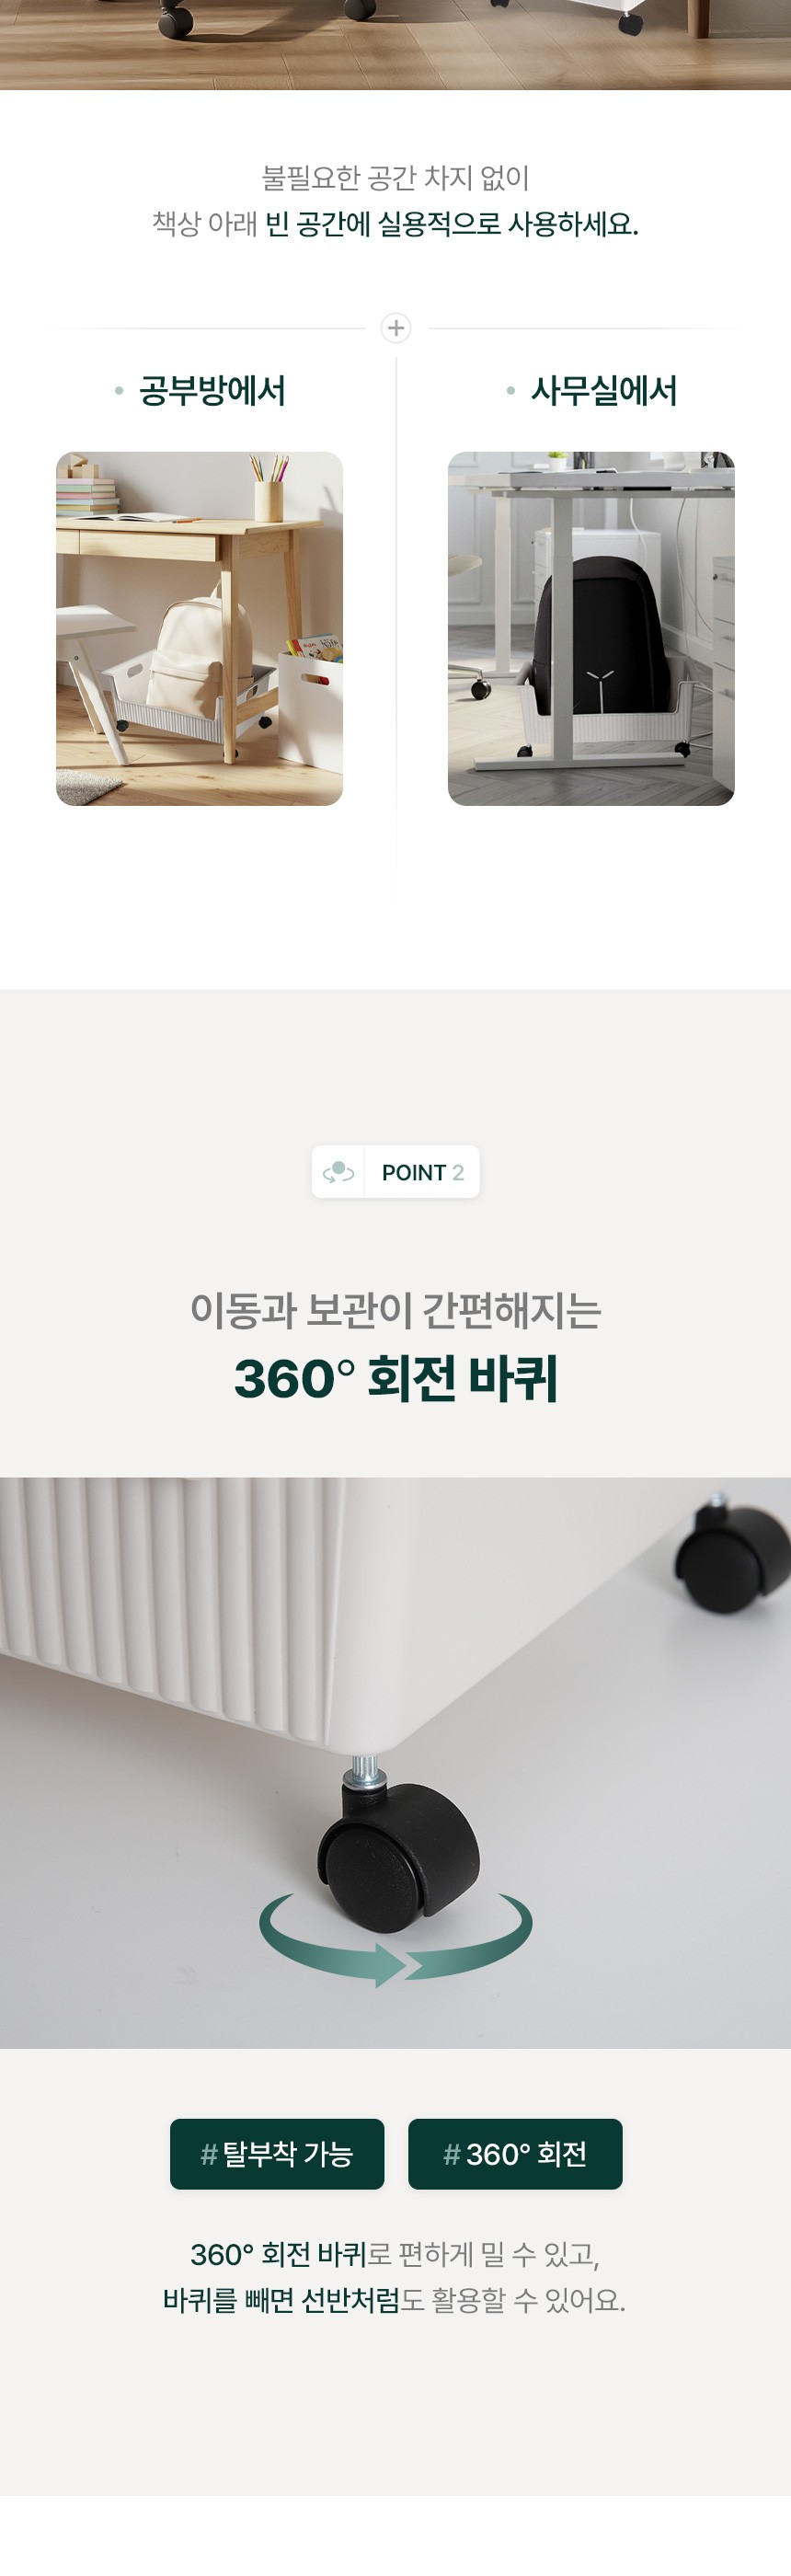 불필요한 공간 차지 없이
책상 아래 빈 공간에 실용적으로 사용하세요.
공부방에서
사무실에서
POINT 2
이동과 보관이 간편해지는
360° 회전 바퀴
# 탈부착 가능
# 360° 회전
360° 회전 바퀴로 편하게 밀 수 있고,
바퀴를 빼면 선반처럼도 활용할 수 있어요.